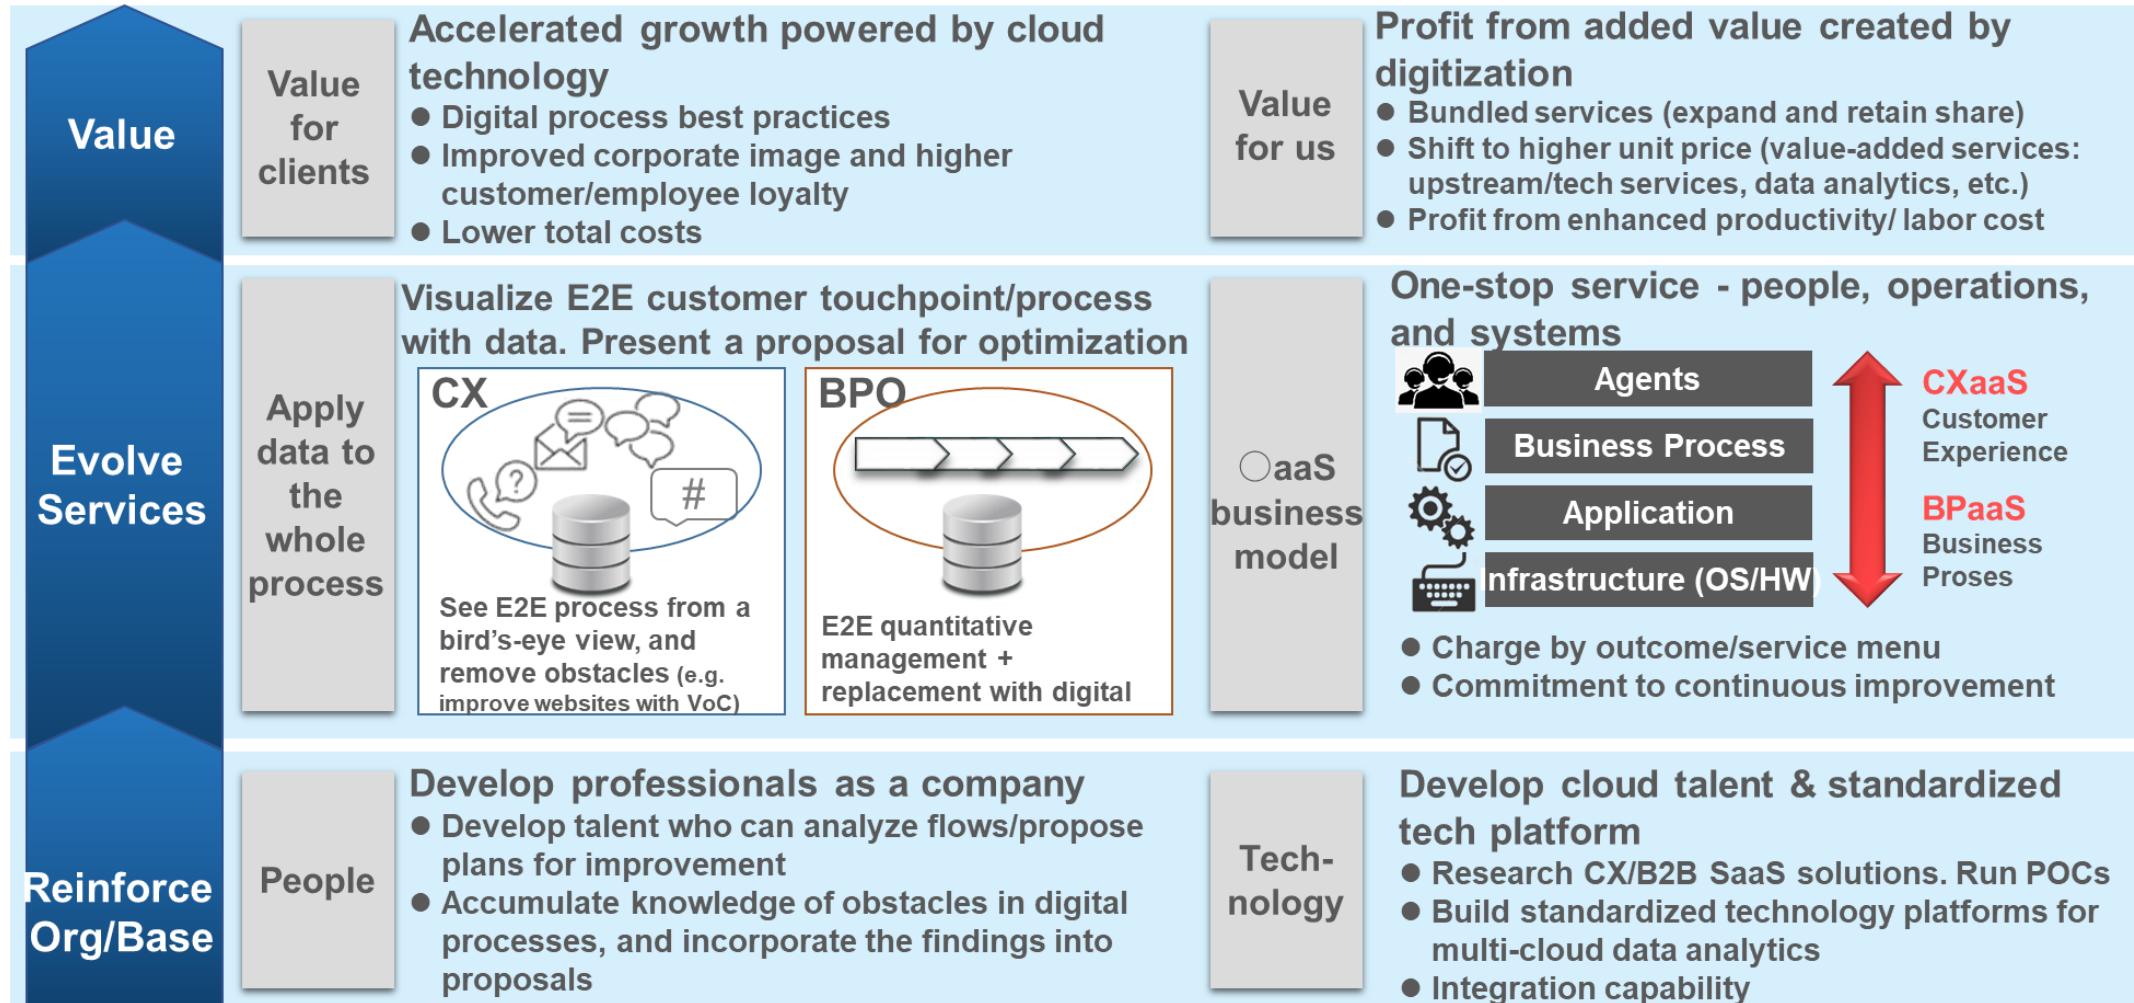 Value
Value
for
clients
Accelerated growth powered by cloud
technology
● Digital process best practices
● Improved corporate image and higher
customer/employee loyalty
● Lower total costs
Value
for us
Profit from added value created by
digitization
● Bundled services (expand and retain share)
● Shift to higher unit price (value-added services:
upstream/tech services, data analytics, etc.)
● Profit from enhanced productivity/ labor cost
Evolve
Services
Apply
data to
the
whole
process
Visualize E2E customer touchpoint/process
with data. Present a proposal for optimization
CX
?
#
See E2E process from a
bird’s-eye view, and
remove obstacles (e.g.
improve websites with VoC)
BPO
E2E quantitative
management +
replacement with digital
〇aaS
business
model
One-stop service - people, operations,
and systems
Agents
Business Process
Application
Infrastructure (OS/HW)
CXaaS
Customer
Experience
BPaaS
Business
Proses
● Charge by outcome/service menu
● Commitment to continuous improvement
Reinforce
Org/Base
People
Develop professionals as a company
● Develop talent who can analyze flows/propose
plans for improvement
● Accumulate knowledge of obstacles in digital
processes, and incorporate the findings into
proposals
Tech-
nology
Develop cloud talent & standardized
tech platform
● Research CX/B2B SaaS solutions. Run POCs
● Build standardized technology platforms for
multi-cloud data analytics
● Integration capability